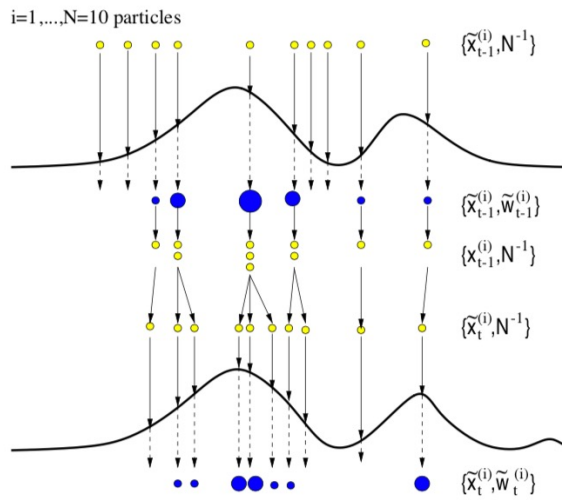 i=1,...,N=10 particles
{x̃_{t-1}^{(i)},N^{-1}}
{x̃_{t-1}^{(i)},w̃_{t-1}^{(i)}}
{x_{t-1}^{(i)},N^{-1}}
{x̃_t^{(i)},N^{-1}}
{x̃_t^{(i)},w̃_t^{(i)}}